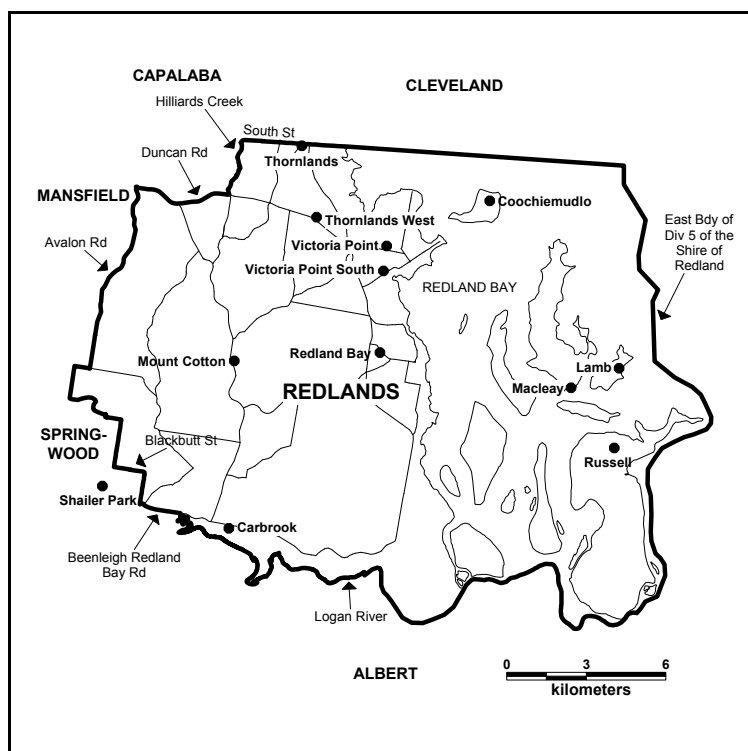 CAPALABA
CLEVELAND
Hilliards Creek
South St
Thornlands
Duncan Rd
MANSFIELD
Coochiemudlo
Thornlands West
East Bdy of
Div 5 of the
Shire of
Redland
Avalon Rd
Victoria Point
Victoria Point South
REDLAND BAY
Redland Bay
Mount Cotton
Lamb
Macleay
REDLANDS
SPRING-
WOOD
Blackbutt St
Russell
Shailer Park
Carbrook
Beenleigh Redland
Bay Rd
Logan River
ALBERT
0 3 6
kilometers